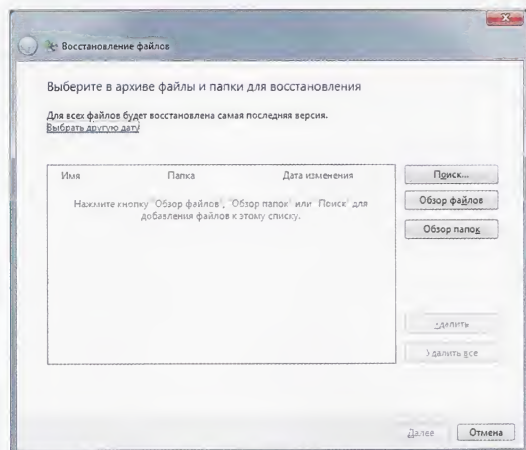 Восстановление файлов
Выберите в архиве файлы и папки для восстановления
Для всех файлов будет восстановлена самая последняя версия.
Выбрать другую дату
Имя Папка Дата изменения
Нажмите кнопку "Обзор файлов", "Обзор папок" или "Поиск" для
добавления файлов к этому списку.
Поиск...
Обзор файлов
Обзор папок
Удалить
Удалить все
Далее Отмена